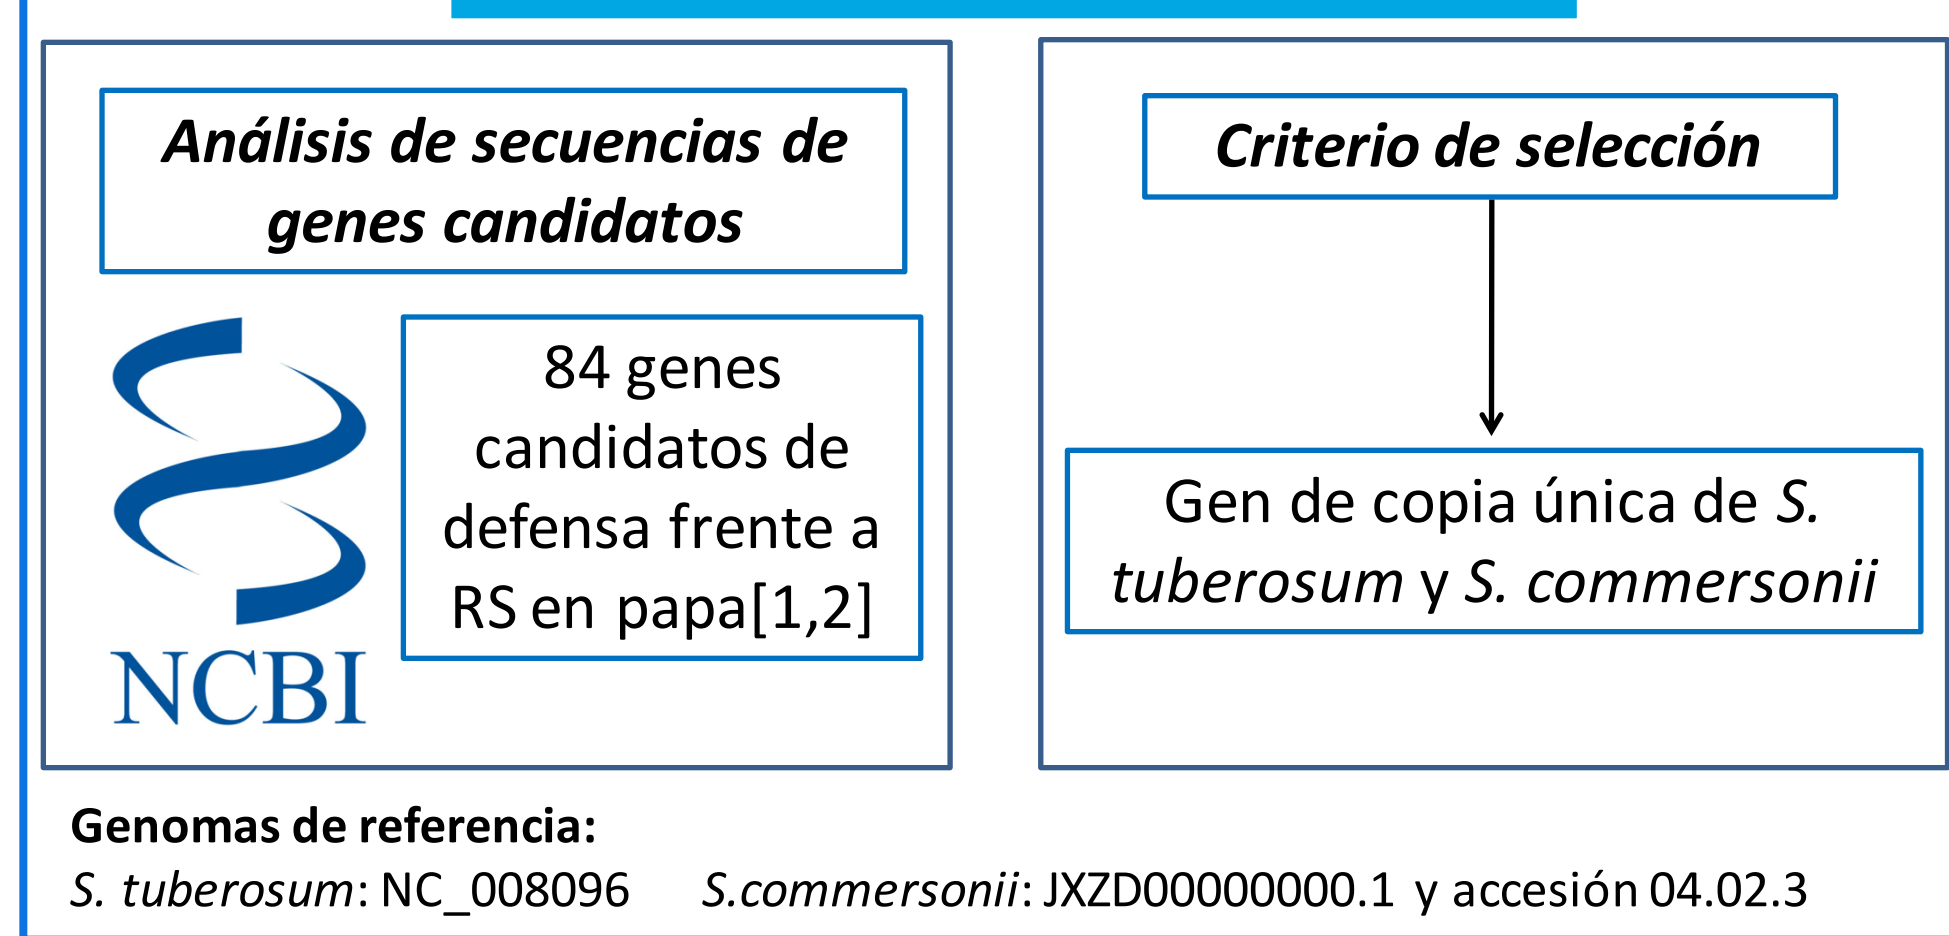 Análisis de secuencias de
genes candidatos
84 genes
candidatos de
defensa frente a
RS en papa[1,2]
NCBI
Criterio de selección
Gen de copia única de S.
tuberosum y S. commersonii
Genomas de referencia:
S. tuberosum: NC_008096 S.commersonii: JXZD00000000.1 y accesión 04.02.3